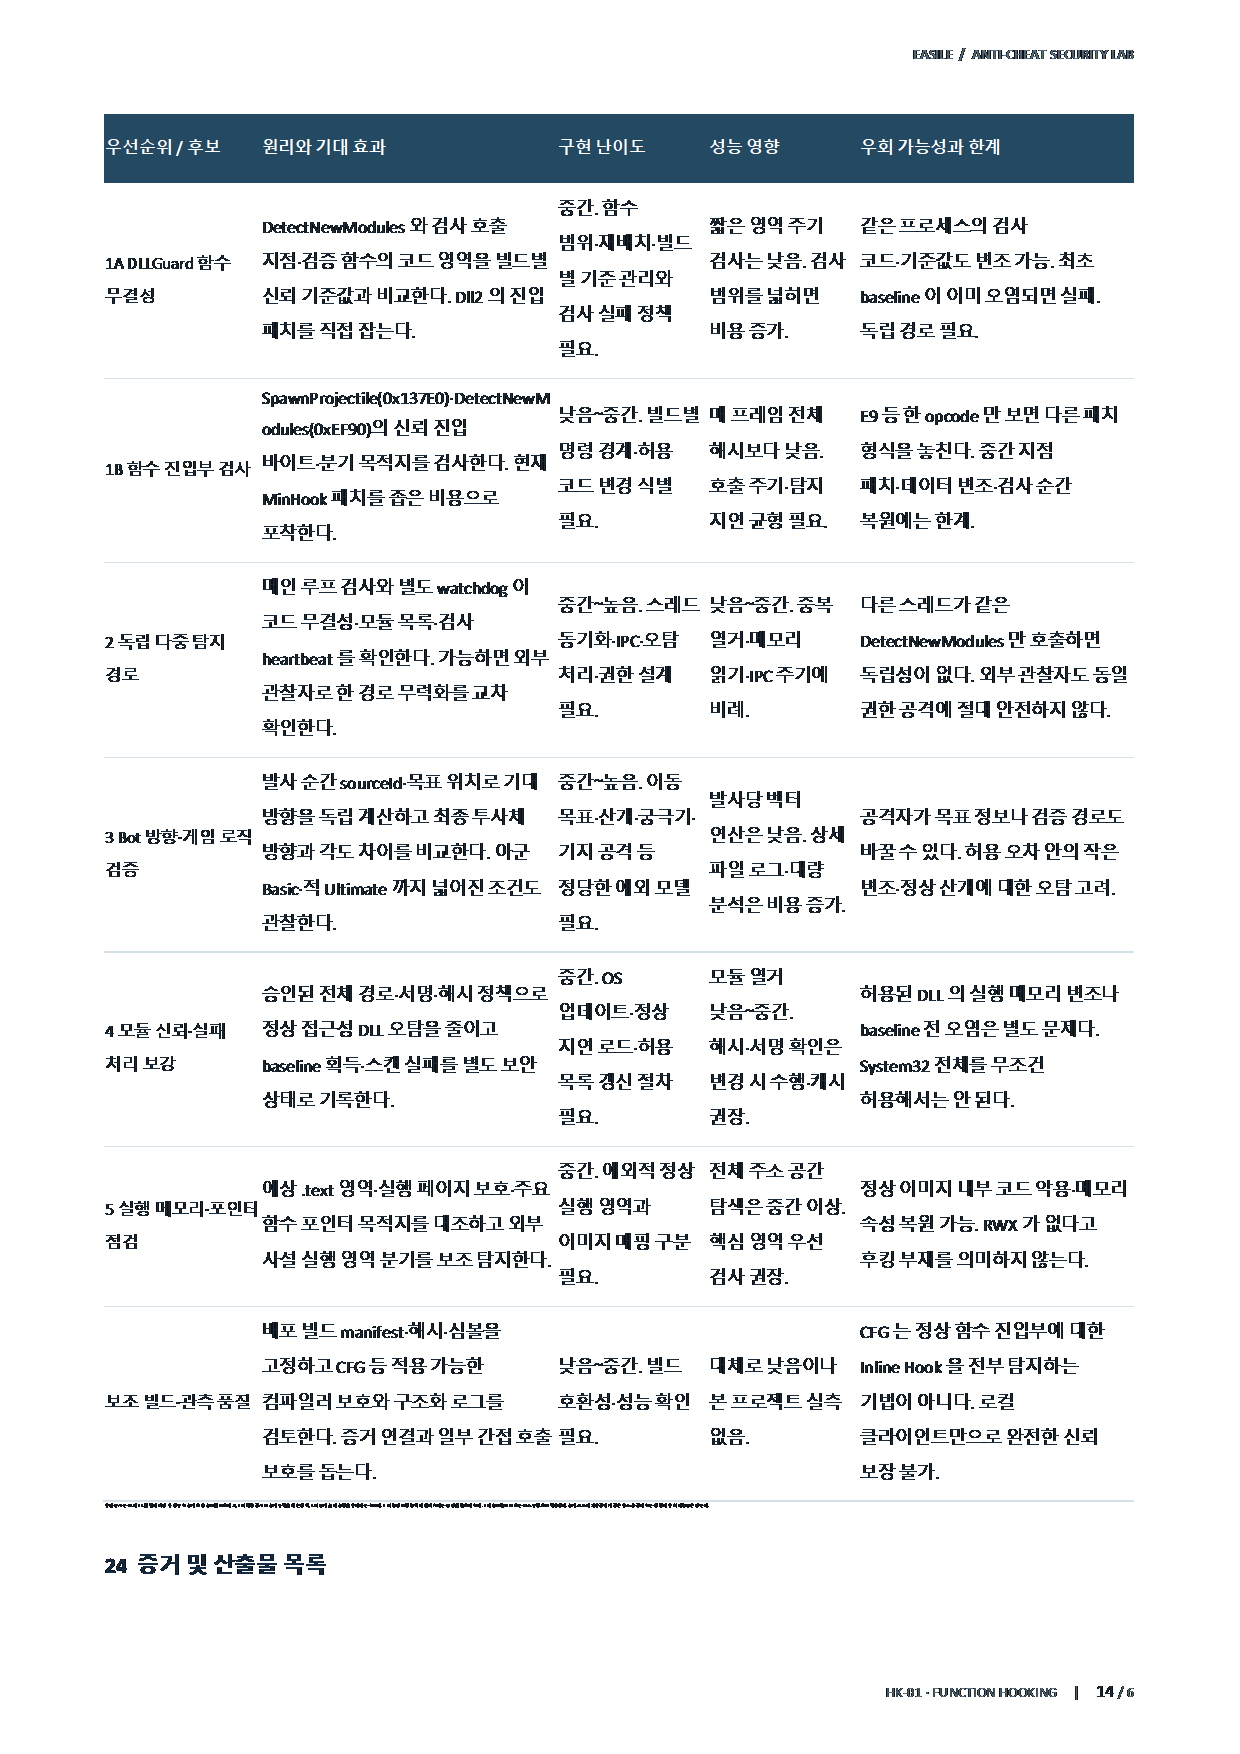 EASILE / ANTI-CHEAT SECURITY LAB
우선순위 / 후보 원리와 기대 효과 구현 난이도 성능 영향 우회 가능성과 한계
1A DLLGuard 함수
무결성
DetectNewModules 와 검사 호출
지점·검증 함수의 코드 영역을 빌드별
신뢰 기준값과 비교한다. Dll2 의 진입
패치를 직접 잡는다.
중간. 함수
범위·재배치·빌드
별 기준 관리와
검사 실패 정책
필요.
짧은 영역 주기
검사는 낮음. 검사
범위를 넓히면
비용 증가.
같은 프로세스의 검사
코드·기준값도 변조 가능. 최초
baseline 이 이미 오염되면 실패.
독립 경로 필요.
1B 함수 진입부 검사
SpawnProjectile(0x137E0)·DetectNewM
odules(0xEF90)의 신뢰 진입
바이트·분기 목적지를 검사한다. 현재
MinHook 패치를 좁은 비용으로
포착한다.
낮음~중간. 빌드별
명령 경계·허용
코드 변경 식별
필요.
매 프레임 전체
해시보다 낮음.
호출 주기·탐지
지연 균형 필요.
E9 등 한 opcode 만 보면 다른 패치
형식을 놓친다. 중간 지점
패치·데이터 변조·검사 순간
복원에는 한계.
2 독립 다중 탐지
경로
메인 루프 검사와 별도 watchdog 이
코드 무결성·모듈 목록·검사
heartbeat 를 확인한다. 가능하면 외부
관찰자로 한 경로 무력화를 교차
확인한다.
중간~높음. 스레드
동기화·IPC·오탐
처리·권한 설계
필요.
낮음~중간. 중복
열거·메모리
읽기·IPC 주기에
비례.
다른 스레드가 같은
DetectNewModules 만 호출하면
독립성이 없다. 외부 관찰자도 동일
권한 공격에 절대 안전하지 않다.
3 Bot 방향·게임 로직
검증
발사 순간 sourceId·목표 위치로 기대
방향을 독립 계산하고 최종 투사체
방향과 각도 차이를 비교한다. 아군
Basic·적 Ultimate 까지 넓어진 조건도
관찰한다.
중간~높음. 이동
목표·산개·궁극기·
기지 공격 등
정당한 예외 모델
필요.
발사당 벡터
연산은 낮음. 상세
파일 로그·대량
분석은 비용 증가.
공격자가 목표 정보나 검증 경로도
바꿀 수 있다. 허용 오차 안의 작은
변조·정상 산개에 대한 오탐 고려.
4 모듈 신뢰·실패
처리 보강
승인된 전체 경로·서명·해시 정책으로
정상 접근성 DLL 오탐을 줄이고
baseline 획득·스캔 실패를 별도 보안
상태로 기록한다.
중간. OS
업데이트·정상
지연 로드·허용
목록 갱신 절차
필요.
모듈 열거
낮음~중간.
해시·서명 확인은
변경 시 수행·캐시
권장.
허용된 DLL 의 실행 메모리 변조나
baseline 전 오염은 별도 문제다.
System32 전체를 무조건
허용해서는 안 된다.
5 실행 메모리·포인터
점검
예상 .text 영역·실행 페이지 보호·주요
함수 포인터 목적지를 대조하고 외부
사설 실행 영역 분기를 보조 탐지한다.
중간. 예외적 정상
실행 영역과
이미지 매핑 구분
필요.
전체 주소 공간
탐색은 중간 이상.
핵심 영역 우선
검사 권장.
정상 이미지 내부 코드 악용·메모리
속성 복원 가능. RWX 가 없다고
후킹 부재를 의미하지 않는다.
보조 빌드·관측 품질
배포 빌드 manifest·해시·심볼을
고정하고 CFG 등 적용 가능한
컴파일러 보호와 구조화 로그를
검토한다. 증거 연결과 일부 간접 호출
보호를 돕는다.
낮음~중간. 빌드
호환성·성능 확인
필요.
대체로 낮음이나
본 프로젝트 실측
없음.
CFG 는 정상 함수 진입부에 대한
Inline Hook 을 전부 탐지하는
기법이 아니다. 로컬
클라이언트만으로 완전한 신뢰
보장 불가.
24 증거 및 산출물 목록
HK-01 · FUNCTION HOOKING | 14 / 6